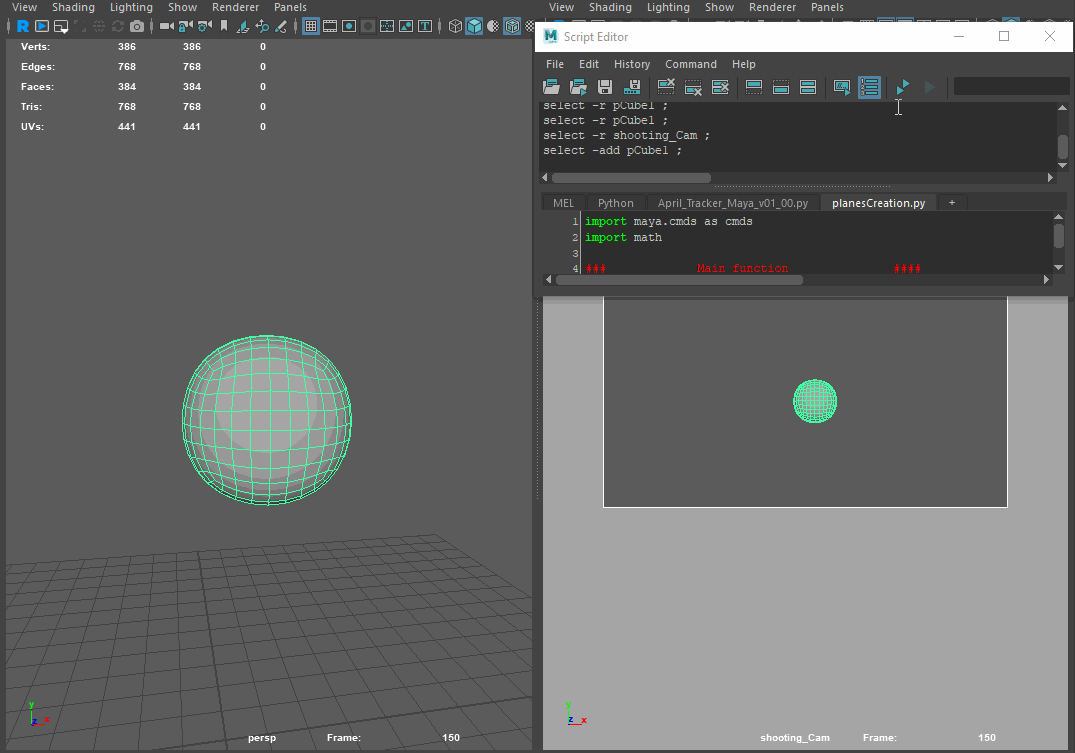 View Shading Lighting Show Renderer Panels
View Shading Lighting Show Renderer Panels
Verts: 386 386 0
Edges: 768 768 0
Faces: 384 384 0
Tris: 768 768 0
UVs: 441 441 0
Script Editor
File Edit History Command Help
select -r pCube1 ;
select -r pCube1 ;
select -r shooting_Cam ;
select -add pCube1 ;
MEL Python April_Tracker_Maya_v01_00.py planesCreation.py +
1 import maya.cmds as cmds
2 import math
3
4 ### Main function ####
y
z x
persp Frame: 150
y
z x
shooting_Cam Frame: 150